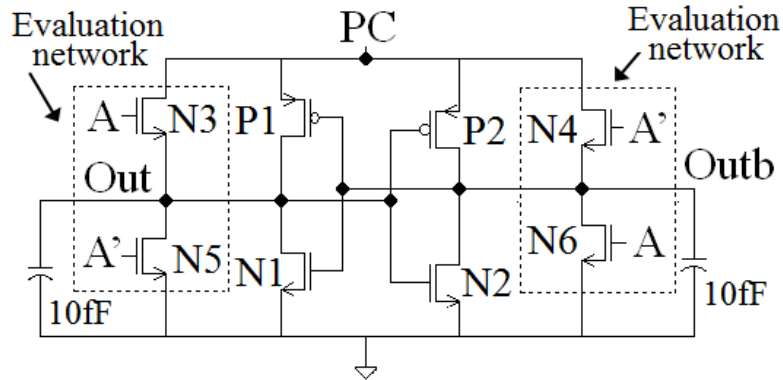 Evaluation
network
PC
Evaluation
network
A
N3
P1
P2
N4
A'
Out
Outb
A'
N5
N1
N2
N6
A
10fF
10fF